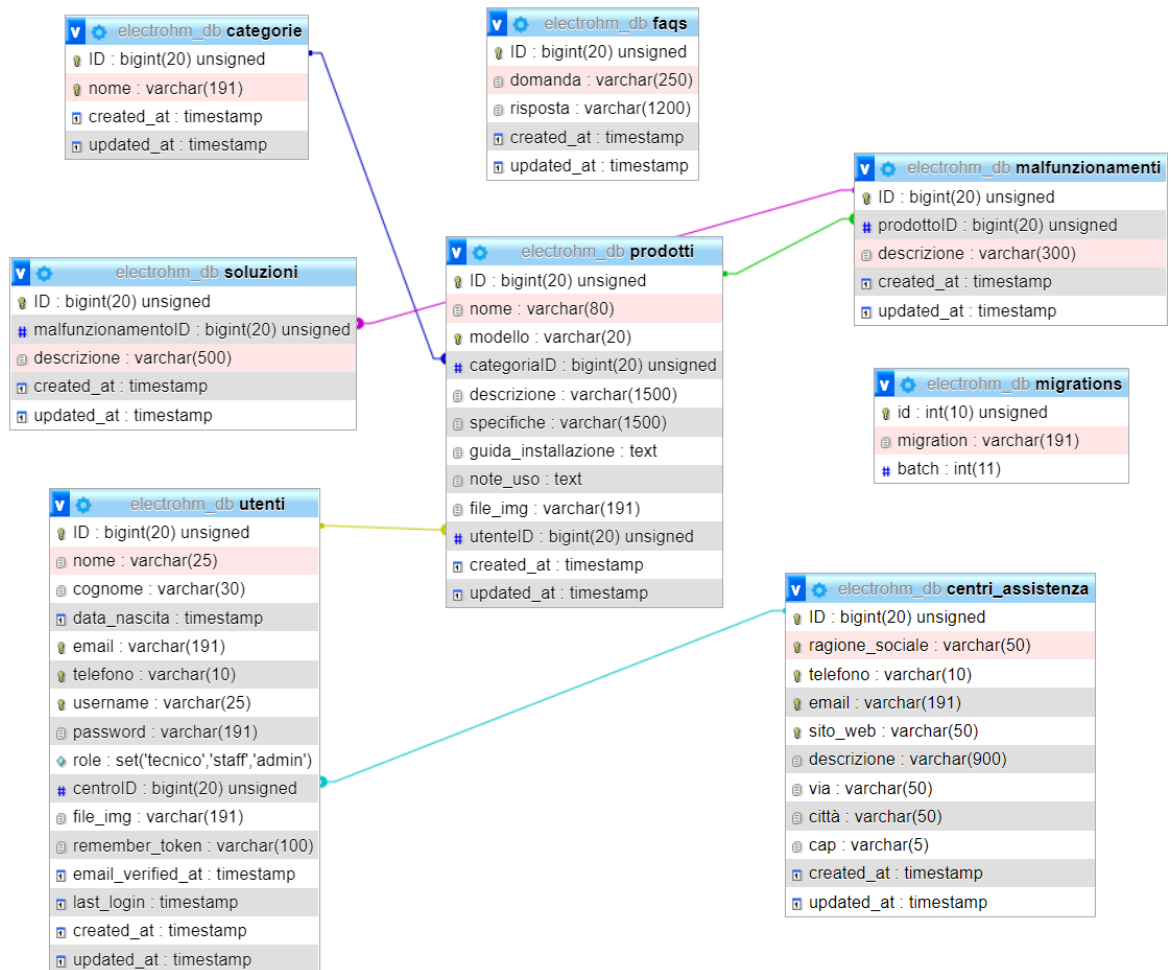 electrohm_db categorie
ID : bigint(20) unsigned
nome : varchar(191)
created_at : timestamp
updated_at : timestamp
electrohm_db faqs
ID : bigint(20) unsigned
domanda : varchar(250)
risposta : varchar(1200)
created_at : timestamp
updated_at : timestamp
electrohm_db malfunzionamenti
ID : bigint(20) unsigned
prodottoID : bigint(20) unsigned
descrizione : varchar(300)
created_at : timestamp
updated_at : timestamp
electrohm_db soluzioni
ID : bigint(20) unsigned
malfunzionamentoID : bigint(20) unsigned
descrizione : varchar(500)
created_at : timestamp
updated_at : timestamp
electrohm_db prodotti
ID : bigint(20) unsigned
nome : varchar(80)
modello : varchar(20)
categoriaID : bigint(20) unsigned
descrizione : varchar(1500)
specifiche : varchar(1500)
guida_installazione : text
note_uso : text
file_img : varchar(191)
utenteID : bigint(20) unsigned
created_at : timestamp
updated_at : timestamp
electrohm_db migrations
id : int(10) unsigned
migration : varchar(191)
batch : int(11)
electrohm_db utenti
ID : bigint(20) unsigned
nome : varchar(25)
cognome : varchar(30)
data_nascita : timestamp
email : varchar(191)
telefono : varchar(10)
username : varchar(25)
password : varchar(191)
role : set('tecnico','staff','admin')
centroID : bigint(20) unsigned
file_img : varchar(191)
remember_token : varchar(100)
email_verified_at : timestamp
last_login : timestamp
created_at : timestamp
updated_at : timestamp
electrohm_db centri_assistenza
ID : bigint(20) unsigned
ragione_sociale : varchar(50)
telefono : varchar(10)
email : varchar(191)
sito_web : varchar(50)
descrizione : varchar(900)
via : varchar(50)
città : varchar(50)
cap : varchar(5)
created_at : timestamp
updated_at : timestamp